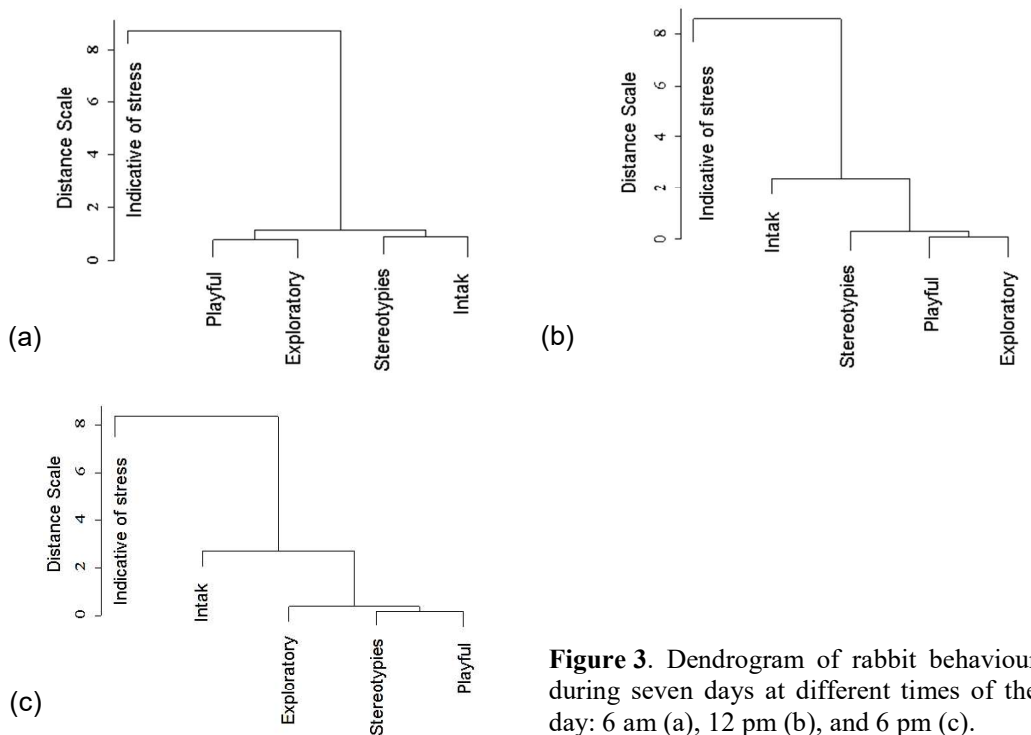 Distance Scale
0 2 4 6 8
Indicative of stress
Playful
Exploratory
Stereotypies
Intak
(a)
Distance Scale
0 2 4 6 8
Indicative of stress
Intak
Stereotypies
Playful
Exploratory
(b)
Distance Scale
0 2 4 6 8
Indicative of stress
Intak
Exploratory
Stereotypies
Playful
(c)
Figure 3. Dendrogram of rabbit behaviour
during seven days at different times of the
day: 6 am (a), 12 pm (b), and 6 pm (c).